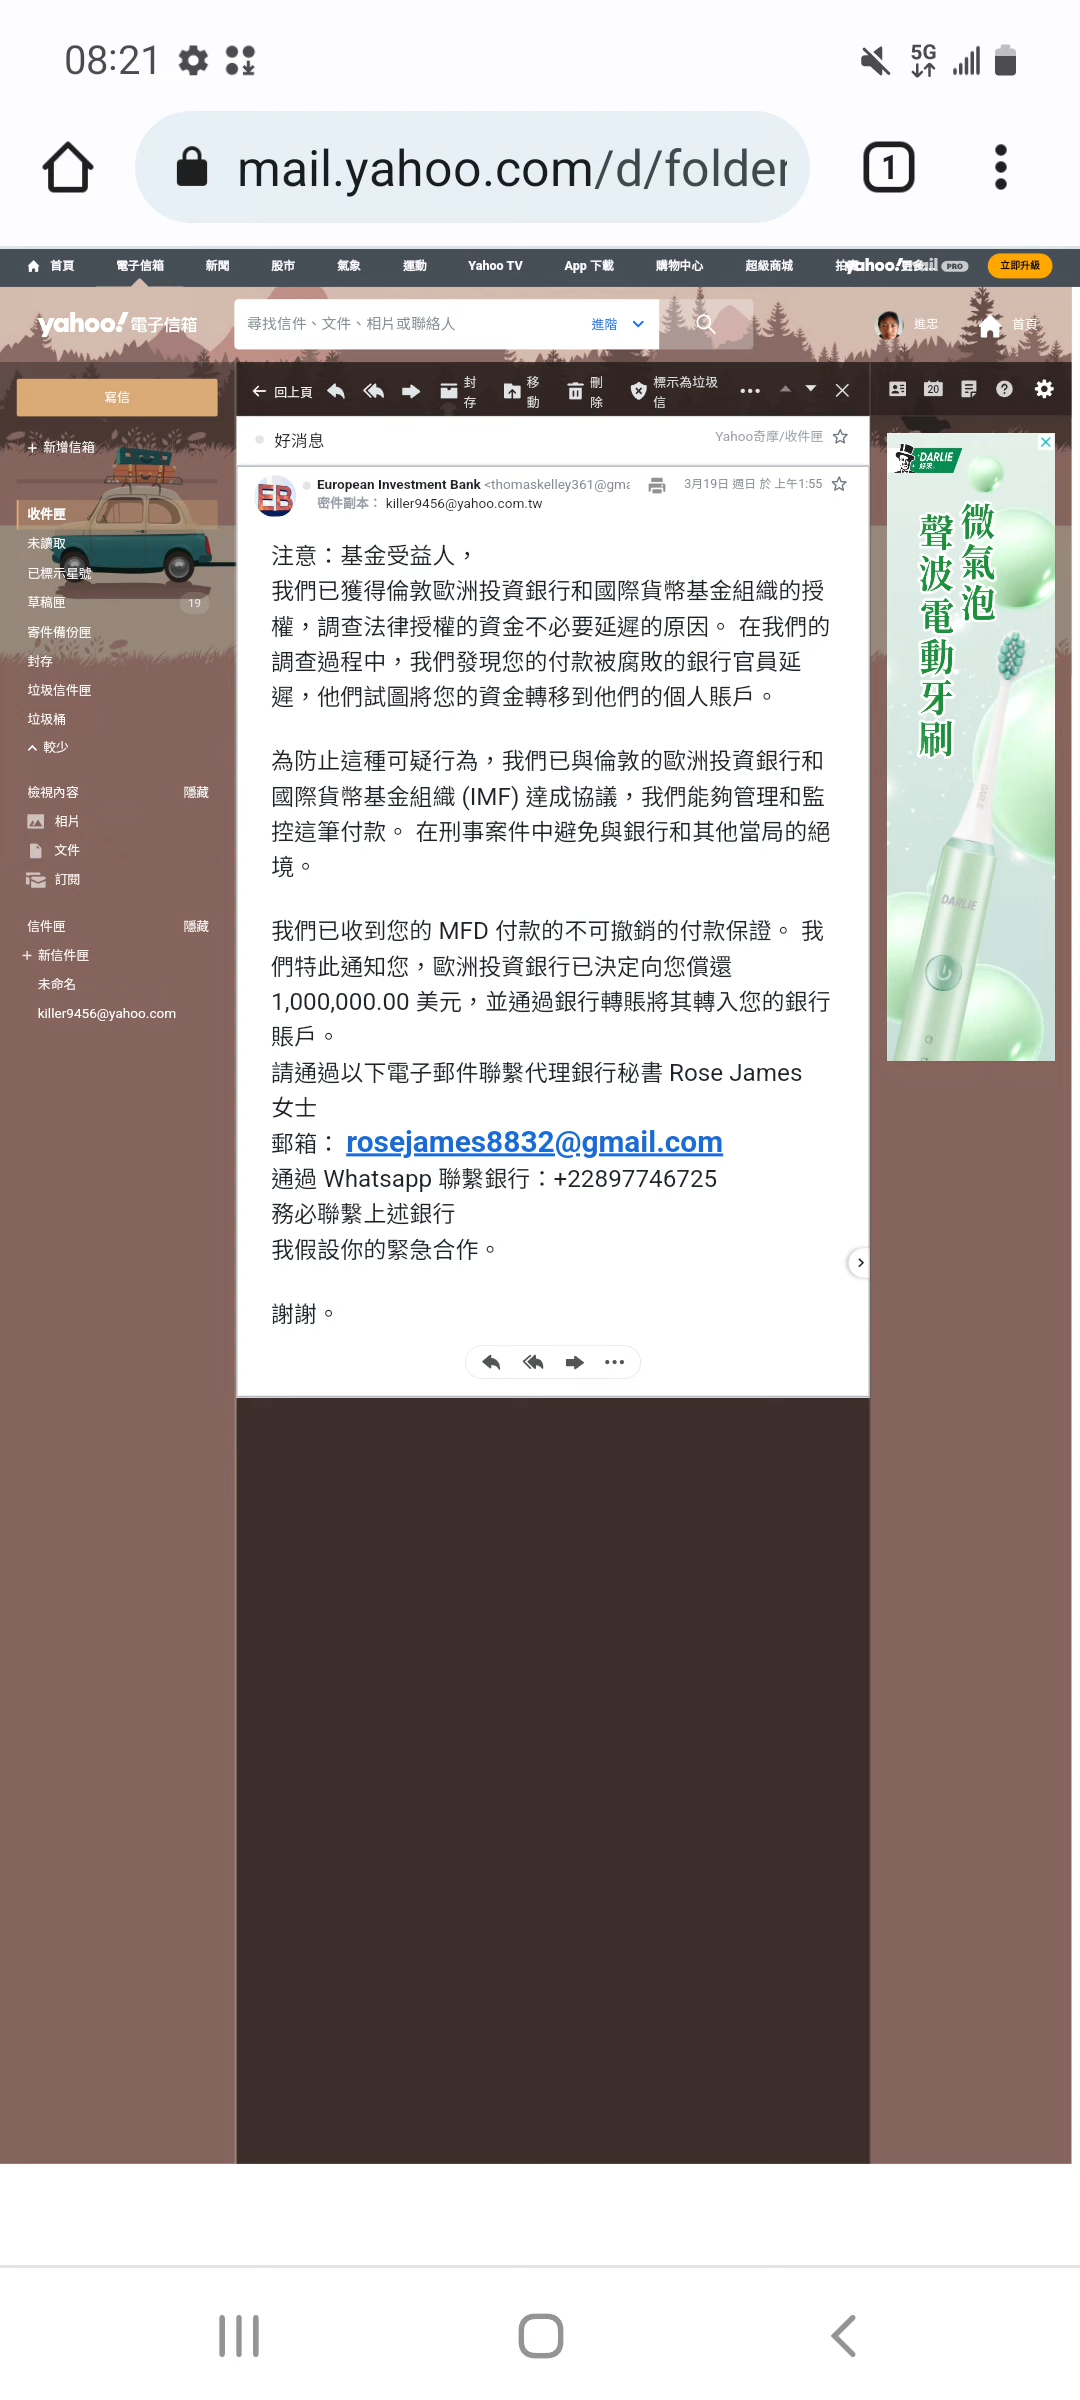 08:21
5G
mail.yahoo.com/d/folder
1
首頁 電子信箱 新聞 股市 氣象 運動 Yahoo TV App 下載 購物中心 超級商城 PRO 立即升級
yahoo!電子信箱
尋找信件、文件、相片或聯絡人 進階
進忠 首頁
寫信
回上頁 封存 移動 刪除 標示為垃圾信
20
+ 新增信箱
收件匣
未讀取
已標示星號
草稿匣 19
寄件備份匣
封存
垃圾信件匣
垃圾桶
較少
檢視內容 隱藏
相片
文件
訂閱
信件匣 隱藏
+ 新信件匣
未命名
killer9456@yahoo.com
好消息 Yahoo奇摩/收件匣
EB
European Investment Bank <thomaskelley361@gma 3月19日 週日 於 上午1:55
密件副本： killer9456@yahoo.com.tw
注意：基金受益人，
我們已獲得倫敦歐洲投資銀行和國際貨幣基金組織的授
權，調查法律授權的資金不必要延遲的原因。 在我們的
調查過程中，我們發現您的付款被腐敗的銀行官員延
遲，他們試圖將您的資金轉移到他們的個人賬戶。
為防止這種可疑行為，我們已與倫敦的歐洲投資銀行和
國際貨幣基金組織 (IMF) 達成協議，我們能夠管理和監
控這筆付款。 在刑事案件中避免與銀行和其他當局的絕
境。
我們已收到您的 MFD 付款的不可撤銷的付款保證。 我
們特此通知您，歐洲投資銀行已決定向您償還
1,000,000.00 美元，並通過銀行轉賬將其轉入您的銀行
賬戶。
請通過以下電子郵件聯繫代理銀行秘書 Rose James
女士
郵箱： rosejames8832@gmail.com
通過 Whatsapp 聯繫銀行：+22897746725
務必聯繫上述銀行
我假設你的緊急合作。
謝謝。
DARLIE
好來
微氣泡
聲波電動牙刷
DARLIE
DARLIE